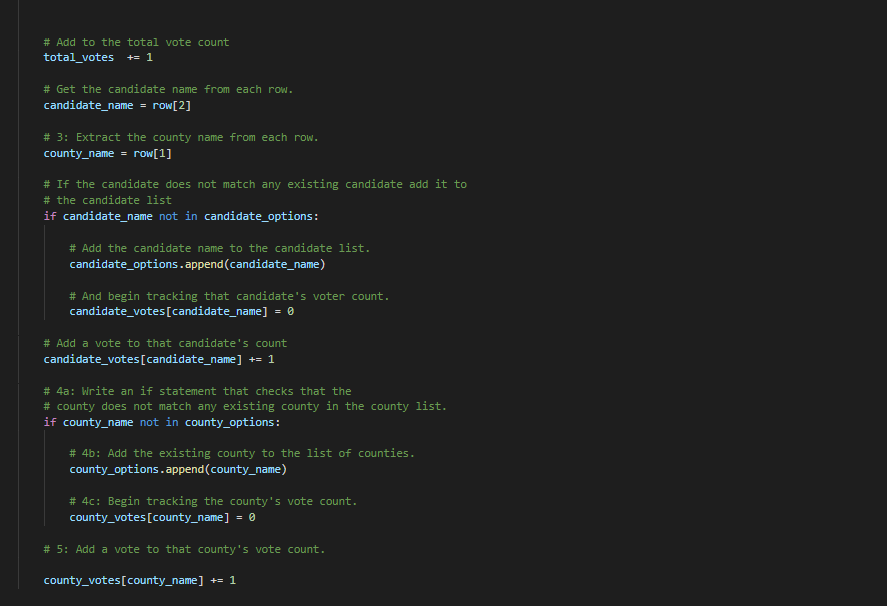 # Add to the total vote count
total_votes  += 1
# Get the candidate name from each row.
candidate_name = row[2]
# 3: Extract the county name from each row.
county_name = row[1]
# If the candidate does not match any existing candidate add it to
# the candidate list
if candidate_name not in candidate_options:
# Add the candidate name to the candidate list.
candidate_options.append(candidate_name)
# And begin tracking that candidate's voter count.
candidate_votes[candidate_name] = 0
# Add a vote to that candidate's count
candidate_votes[candidate_name] += 1
# 4a: Write an if statement that checks that the
# county does not match any existing county in the county list.
if county_name not in county_options:
# 4b: Add the existing county to the list of counties.
county_options.append(county_name)
# 4c: Begin tracking the county's vote count.
county_votes[county_name] = 0
# 5: Add a vote to that county's vote count.
county_votes[county_name] += 1